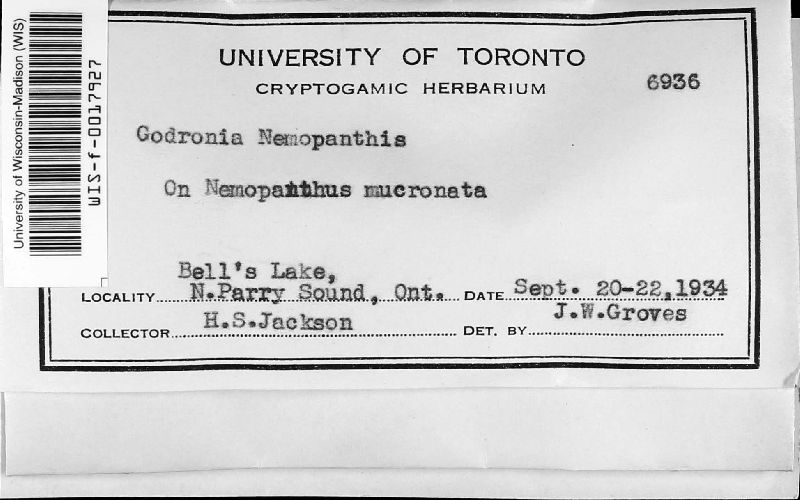 University of Wisconsin-Madison (WIS)
WIS-f-0017927
UNIVERSITY OF TORONTO
CRYPTOGAMIC HERBARIUM
6936
Godronia Nemopanthis
On Nemopanthus mucronata
Bell's Lake,
LOCALITY N.Parry Sound, Ont. DATE Sept. 20-22,1934
COLLECTOR H.S.Jackson DET. BY J.W.Groves